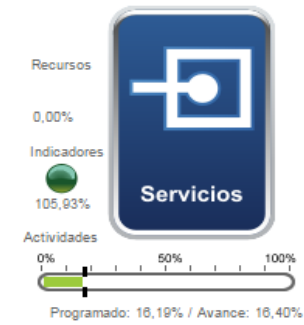 Recursos
0,00%
Indicadores
105,93%
Servicios
Actividades
0% 50% 100%
Programado: 16,19% / Avance: 16,40%